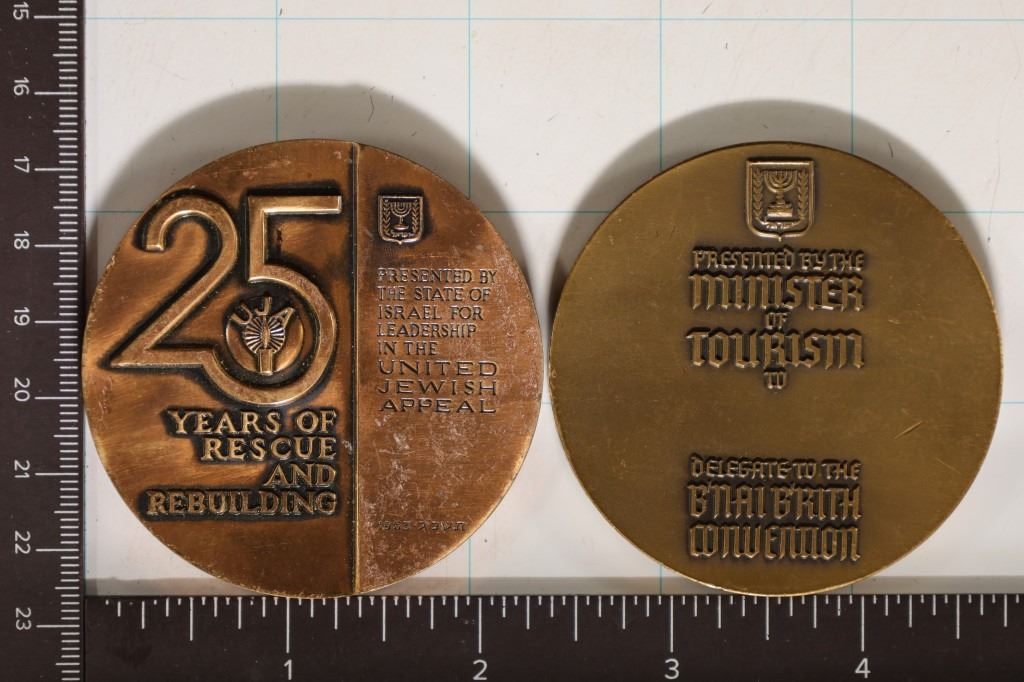 15
16
17
18
19
20
21
22
23
25
UJA
YEARS OF
RESCUE
AND
REBUILDING
PRESENTED BY
THE STATE OF
ISRAEL FOR
LEADERSHIP
IN THE
UNITED
JEWISH
APPEAL
PRESENTED BY THE
MINISTER
OF
TOURISM
TO
DELEGATE TO THE
B'NAI B'RITH
CONVENTION
1
2
3
4